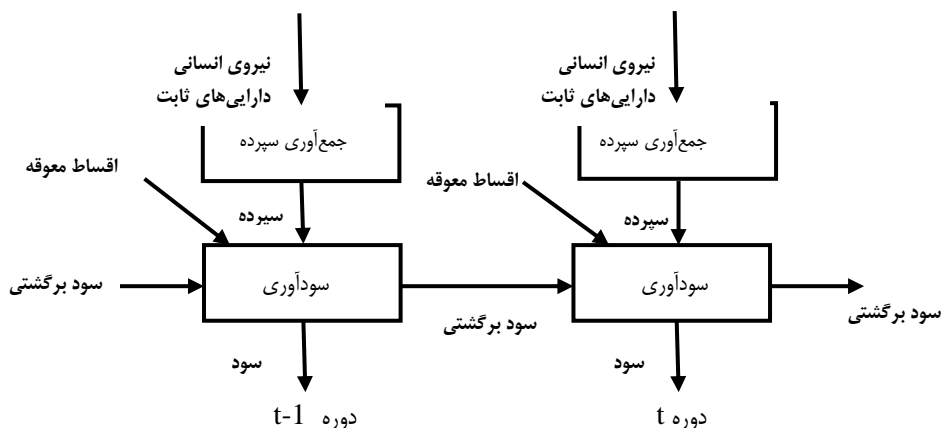 نیروی انسانی
دارایی‌های ثابت
نیروی انسانی
دارایی‌های ثابت
جمع‌آوری سپرده
جمع‌آوری سپرده
اقساط معوقه
اقساط معوقه
سپرده
سپرده
سودآوری
سودآوری
سود برگشتی
سود برگشتی
سود برگشتی
سود
سود
دوره t
دوره t-1